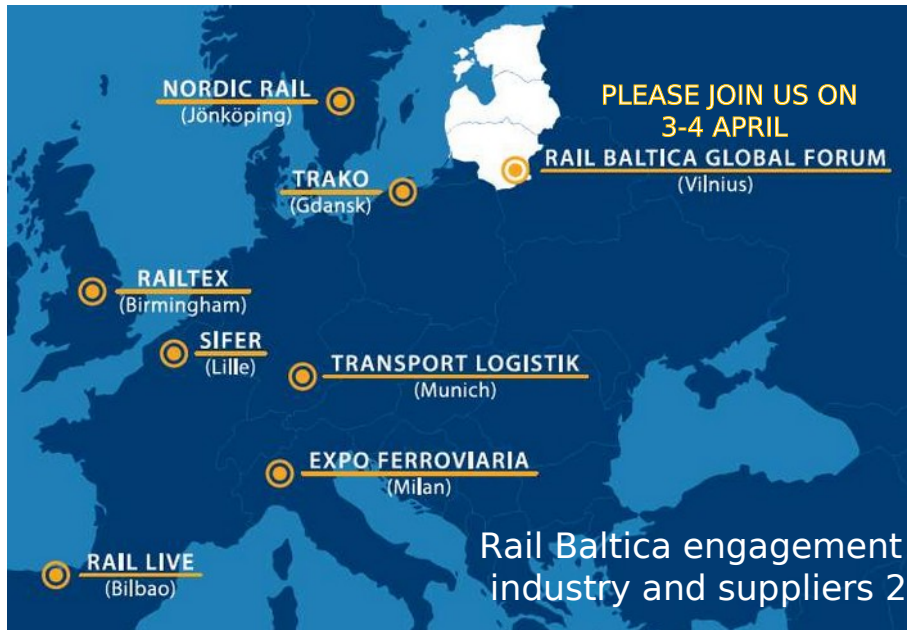 NORDIC RAIL
(Jönköping)
PLEASE JOIN US ON
3-4 APRIL
RAIL BALTICA GLOBAL FORUM
(Vilnius)
TRAKO
(Gdansk)
RAILTEX
(Birmingham)
SIFER
(Lille)
TRANSPORT LOGISTIK
(Munich)
EXPO FERROVIARIA
(Milan)
RAIL LIVE
(Bilbao)
Rail Baltica engagement
industry and suppliers 2